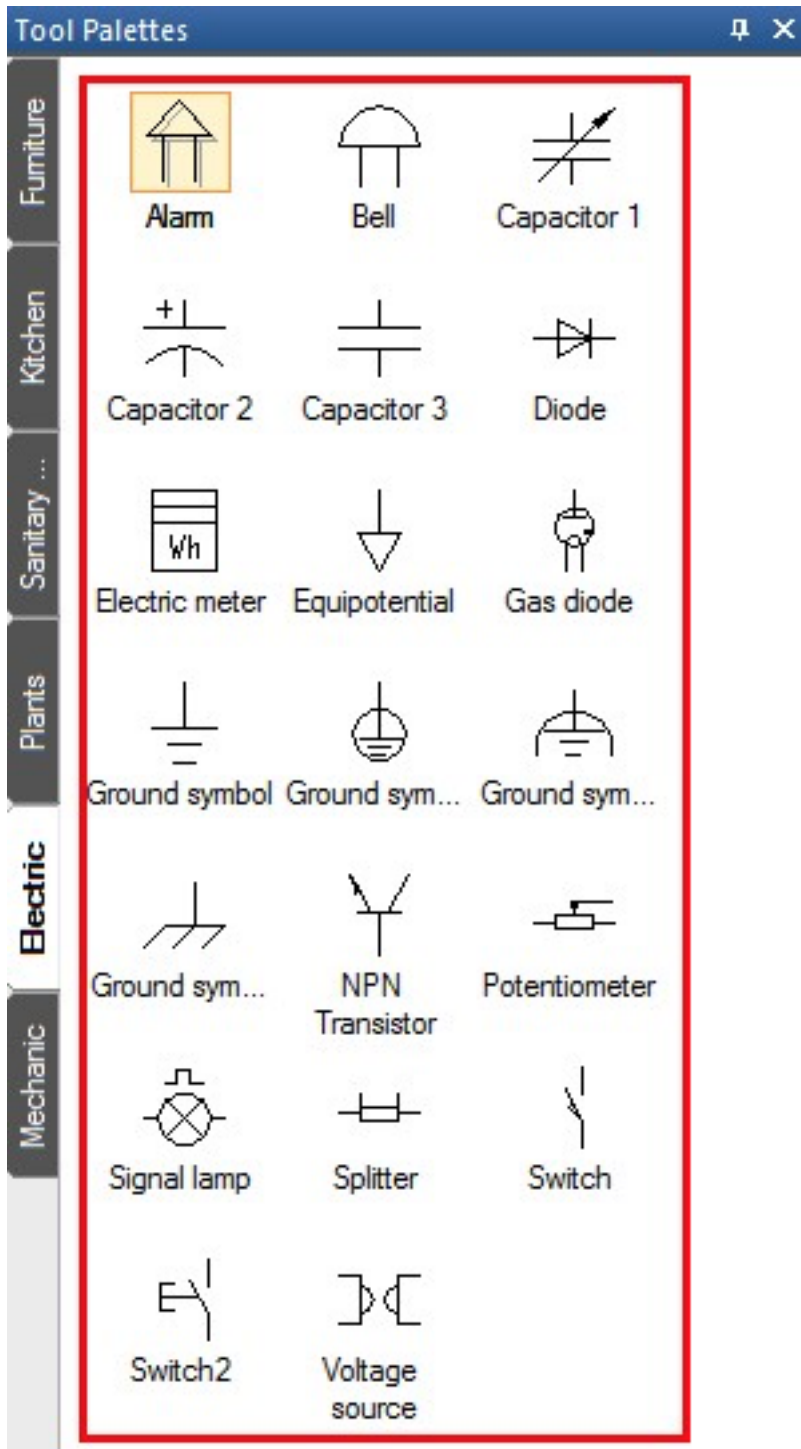 Tool Palettes
Furniture
Kitchen
Sanitary ...
Plants
Electric
Mechanic
Alarm
Bell
Capacitor 1
+
Capacitor 2
Capacitor 3
Diode
Wh
Electric meter
Equipotential
Gas diode
Ground symbol
Ground sym...
Ground sym...
Ground sym...
NPN
Transistor
Potentiometer
Signal lamp
Splitter
Switch
Switch2
Voltage
source